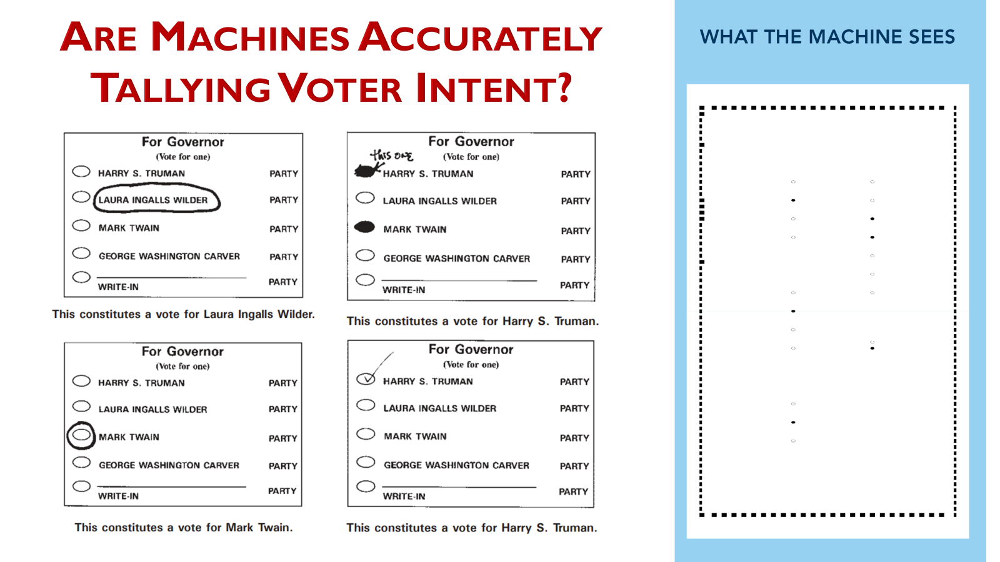 ARE MACHINES ACCURATELY
TALLYING VOTER INTENT?
For Governor
(Vote for one)
HARRY S. TRUMAN PARTY
LAURA INGALLS WILDER PARTY
MARK TWAIN PARTY
GEORGE WASHINGTON CARVER PARTY
WRITE-IN PARTY
This constitutes a vote for Laura Ingalls Wilder.
For Governor
this one (Vote for one)
HARRY S. TRUMAN PARTY
LAURA INGALLS WILDER PARTY
MARK TWAIN PARTY
GEORGE WASHINGTON CARVER PARTY
WRITE-IN PARTY
This constitutes a vote for Harry S. Truman.
For Governor
(Vote for one)
HARRY S. TRUMAN PARTY
LAURA INGALLS WILDER PARTY
MARK TWAIN PARTY
GEORGE WASHINGTON CARVER PARTY
WRITE-IN PARTY
This constitutes a vote for Mark Twain.
For Governor
(Vote for one)
HARRY S. TRUMAN PARTY
LAURA INGALLS WILDER PARTY
MARK TWAIN PARTY
GEORGE WASHINGTON CARVER PARTY
WRITE-IN PARTY
This constitutes a vote for Harry S. Truman.
WHAT THE MACHINE SEES